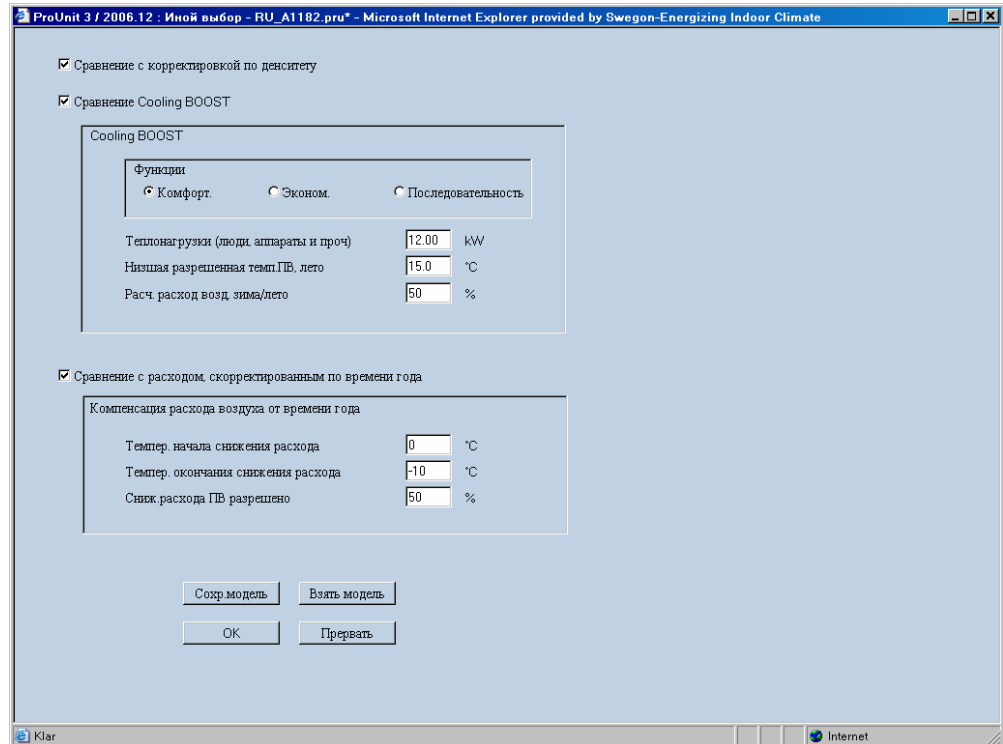 ProUnit 3 / 2006.12 : Иной выбор - RU_A1182.pru* - Microsoft Internet Explorer provided by Swegon-Energizing Indoor Climate
Сравнение с корректировкой по денситету
Сравнение Cooling BOOST
Cooling BOOST
Функции
Комфорт. Эконом. Последовательность
Теплонагрузки (люди, аппараты и проч) 12.00 kW
Низшая разрешенная темп.ПВ, лето 15.0 °C
Расч. расход возд, зима/лето 50 %
Сравнение с расходом, скорректированным по времени года
Компенсация расхода воздуха от времени года
Темпер. начала снижения расхода 0 °C
Темпер. окончания снижения расхода -10 °C
Сниж.расхода ПВ разрешено 50 %
Сохр.модель Взять модель
OK Прервать
Klar Internet